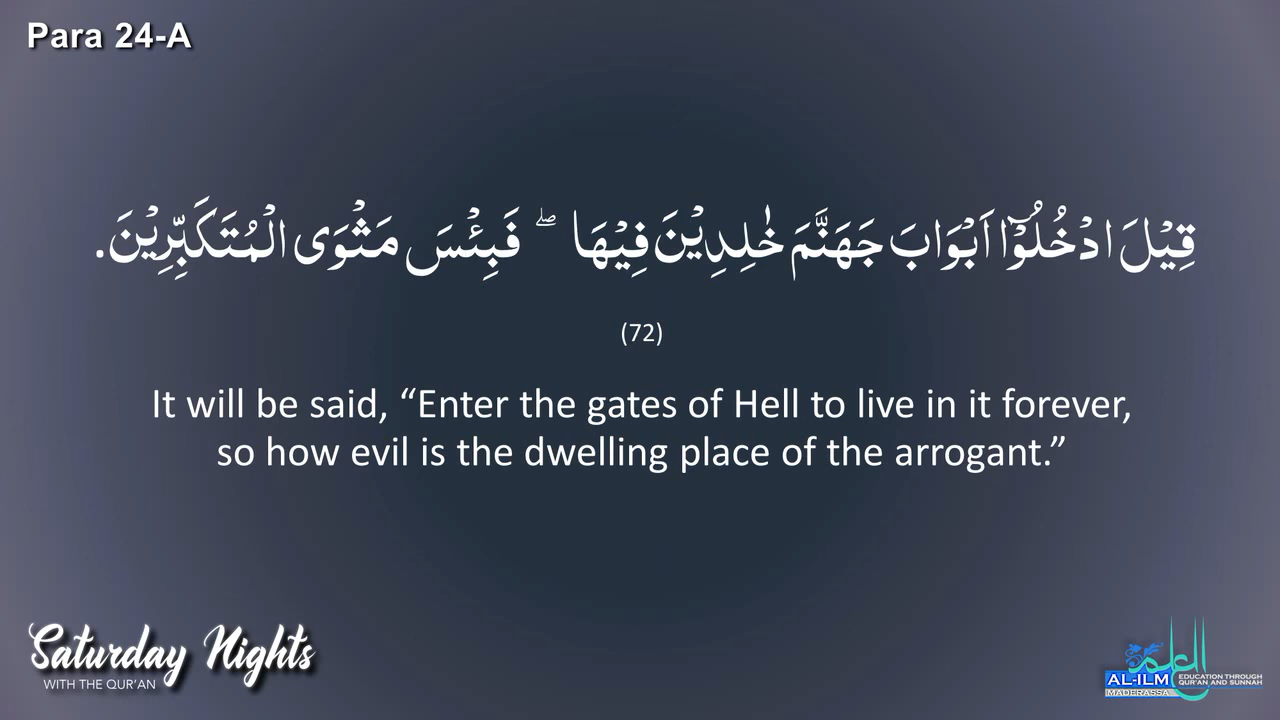 Para 24-A
قِيْلَ ادْخُلُوْۤا اَبْوَابَ جَهَنَّمَ خٰلِدِيْنَ فِيْهَا ۖ فَبِئْسَ مَثْوَى الْمُتَكَبِّرِيْنَ.
(72)
It will be said, “Enter the gates of Hell to live in it forever,
so how evil is the dwelling place of the arrogant.”
Saturday Nights
WITH THE QUR'AN
العلم
AL-ILM
MADERASSA
EDUCATION THROUGH
QUR'AN AND SUNNAH